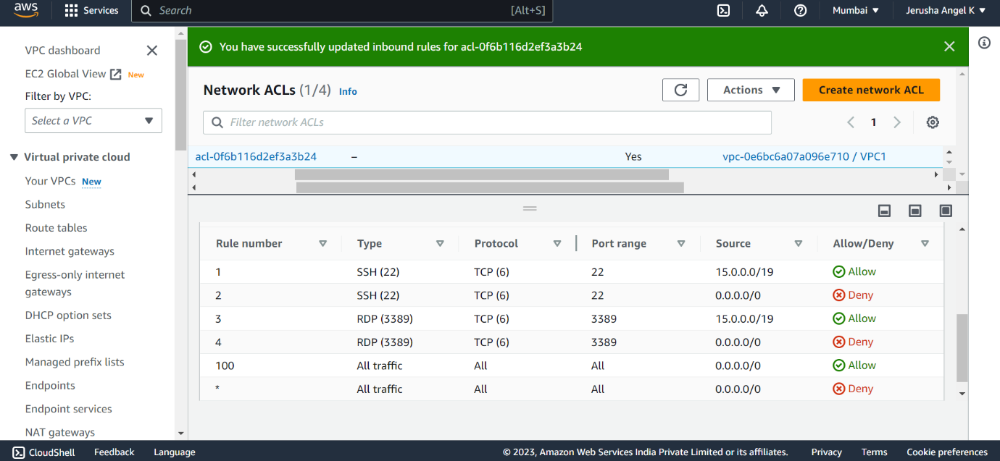 aws Services Search [Alt+S] Mumbai Jerusha Angel K
VPC dashboard
EC2 Global View New
Filter by VPC:
Select a VPC
Virtual private cloud
Your VPCs New
Subnets
Route tables
Internet gateways
Egress-only internet
gateways
DHCP option sets
Elastic IPs
Managed prefix lists
Endpoints
Endpoint services
NAT gateways
You have successfully updated inbound rules for acl-0f6b116d2ef3a3b24
Network ACLs (1/4) Info Actions Create network ACL
Filter network ACLs 1
acl-0f6b116d2ef3a3b24 – Yes vpc-0e6bc6a07a096e710 / VPC1
Rule number Type Protocol Port range Source Allow/Deny
1 SSH (22) TCP (6) 22 15.0.0.0/19 Allow
2 SSH (22) TCP (6) 22 0.0.0.0/0 Deny
3 RDP (3389) TCP (6) 3389 15.0.0.0/19 Allow
4 RDP (3389) TCP (6) 3389 0.0.0.0/0 Deny
100 All traffic All All 0.0.0.0/0 Allow
* All traffic All All 0.0.0.0/0 Deny
CloudShell Feedback Language © 2023, Amazon Web Services India Private Limited or its affiliates. Privacy Terms Cookie preferences